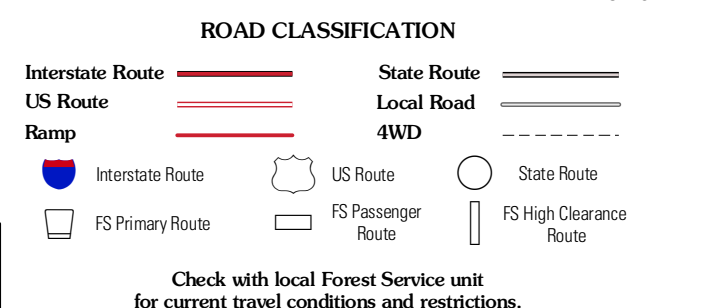 ROAD CLASSIFICATION
Interstate Route State Route
US Route Local Road
Ramp 4WD
Interstate Route US Route State Route
FS Primary Route FS Passenger
Route FS High Clearance
Route
Check with local Forest Service unit
for current travel conditions and restrictions.